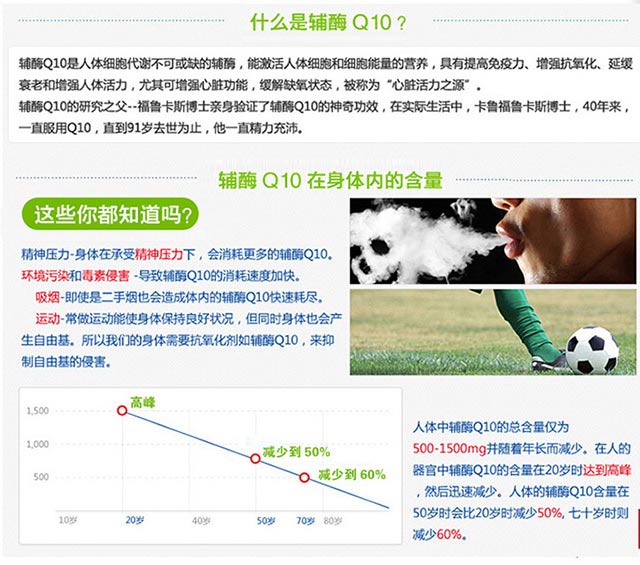 什么是辅酶 Q10？
辅酶Q10是人体细胞代谢不可或缺的辅酶，能激活人体细胞和细胞能量的营养，具有提高免疫力、增强抗氧化、延缓
衰老和增强人体活力，尤其可增强心脏功能，缓解缺氧状态，被称为“心脏活力之源”。
辅酶Q10的研究之父--福鲁卡斯博士亲身验证了辅酶Q10的神奇功效，在实际生活中，卡鲁福鲁卡斯博士，40年来，
一直服用Q10，直到91岁去世为止，他一直精力充沛。
辅酶 Q10 在身体内的含量
这些你都知道吗?
精神压力-身体在承受精神压力下，会消耗更多的辅酶Q10。
环境污染和毒素侵害 -导致辅酶Q10的消耗速度加快。
吸烟-即使是二手烟也会造成体内的辅酶Q10快速耗尽。
运动-常做运动能使身体保持良好状况，但同时身体也会产
生自由基。所以我们的身体需要抗氧化剂如辅酶Q10，来抑
制自由基的侵害。
1,500
1,000
500
高峰
减少到 50%
减少到 60%
10岁 20岁 40岁 50岁 70岁 80岁
人体中辅酶Q10的总含量仅为
500-1500mg并随着年长而减少。在人的
器官中辅酶Q10的含量在20岁时达到高峰
，然后迅速减少。人体的辅酶Q10含量在
50岁时会比20岁时减少50%, 七十岁时则
减少60%。